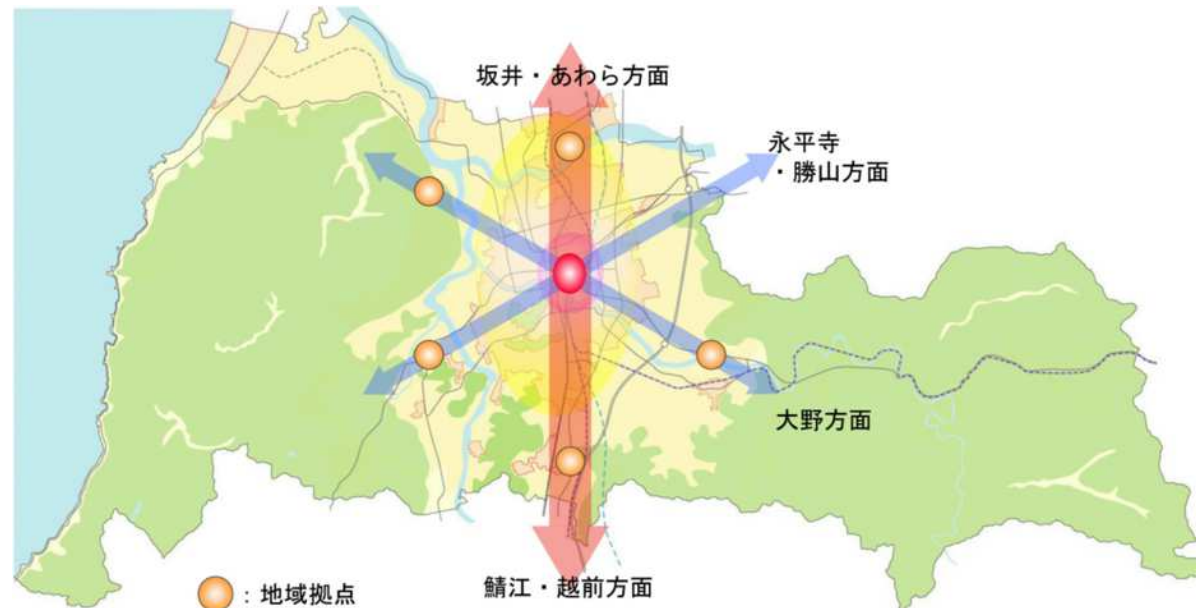 坂井・あわら方面
永平寺
・勝山方面
大野方面
鯖江・越前方面
：地域拠点